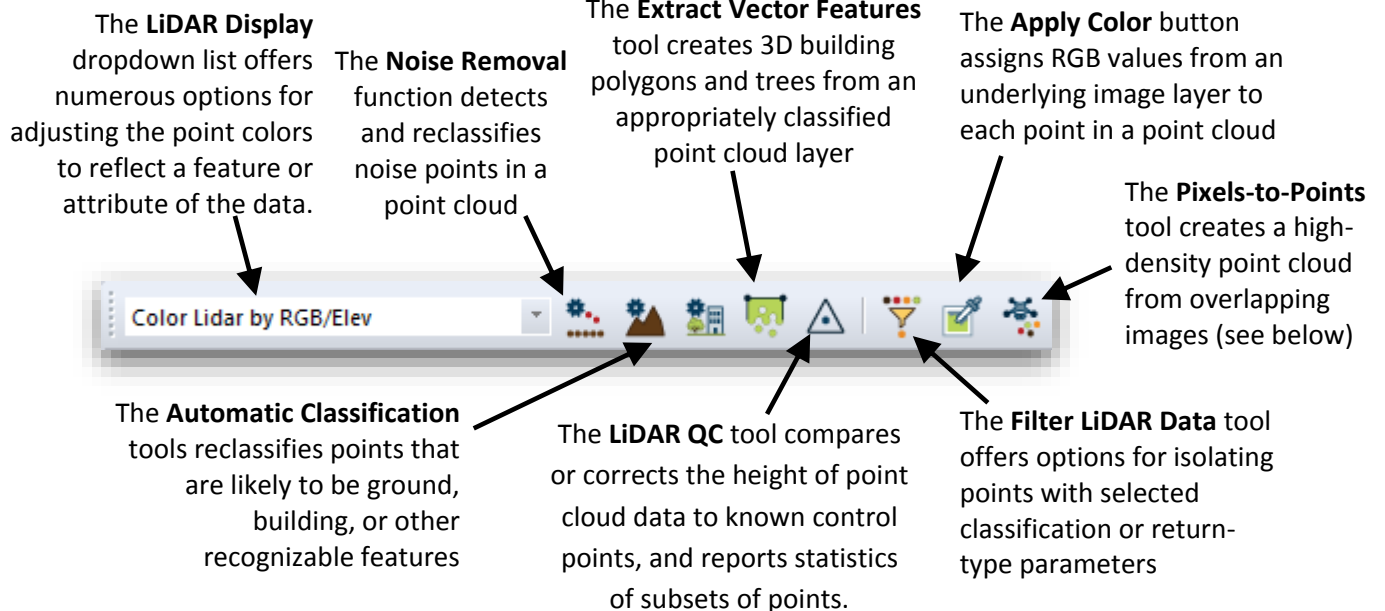 The LiDAR Display
dropdown list offers
numerous options for
adjusting the point colors
to reflect a feature or
attribute of the data.
The Noise Removal
function detects
and reclassifies
noise points in a
point cloud
The Extract Vector Features
tool creates 3D building
polygons and trees from an
appropriately classified
point cloud layer
The Apply Color button
assigns RGB values from an
underlying image layer to
each point in a point cloud
The Pixels-to-Points
tool creates a high-
density point cloud
from overlapping
images (see below)
Color Lidar by RGB/Elev
The Automatic Classification
tools reclassifies points that
are likely to be ground,
building, or other
recognizable features
The LiDAR QC tool compares
or corrects the height of point
cloud data to known control
points, and reports statistics
of subsets of points.
The Filter LiDAR Data tool
offers options for isolating
points with selected
classification or return-
type parameters